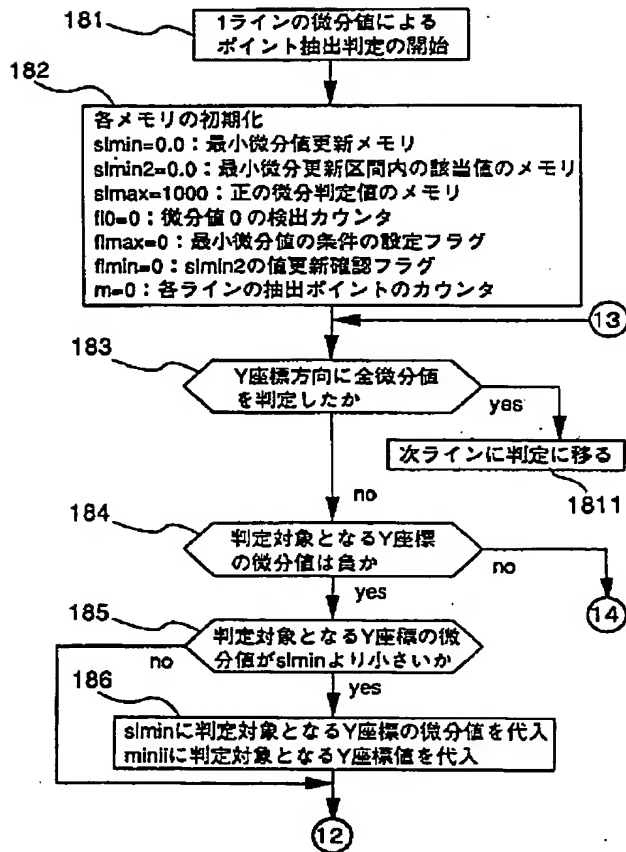 181
1ラインの微分値による
ポイント抽出判定の開始
182
各メモリの初期化
slmin=0.0：最小微分値更新メモリ
slmin2=0.0：最小微分更新区間内の該当値のメモリ
slmax=1000：正の微分判定値のメモリ
fl0=0：微分値0の検出カウンタ
flmax=0：最小微分値の条件の設定フラグ
flmin=0：slmin2の値更新確認フラグ
m=0：各ラインの抽出ポイントのカウンタ
13
183
Y座標方向に全微分値
を判定したか
yes
次ラインに判定に移る
1811
no
184
判定対象となるY座標
の微分値は負か
no
yes
14
185
判定対象となるY座標の微
分値がslminより小さいか
no
yes
186
slminに判定対象となるY座標の微分値を代入
miniiに判定対象となるY座標値を代入
12